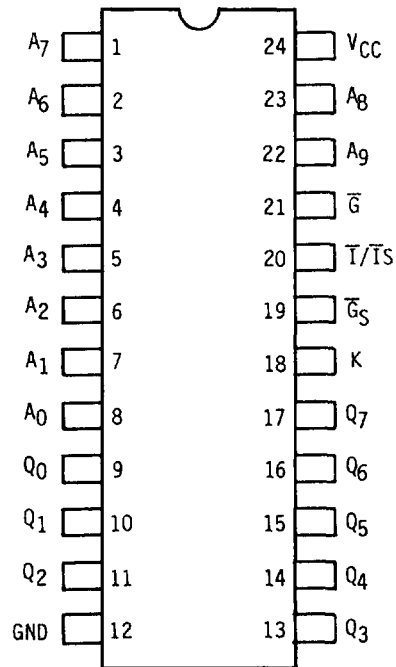 A7 1 24 VCC
A6 2 23 A8
A5 3 22 A9
A4 4 21 G̅
A3 5 20 I̅/I̅S
A2 6 19 G̅S
A1 7 18 K
A0 8 17 Q7
Q0 9 16 Q6
Q1 10 15 Q5
Q2 11 14 Q4
GND 12 13 Q3